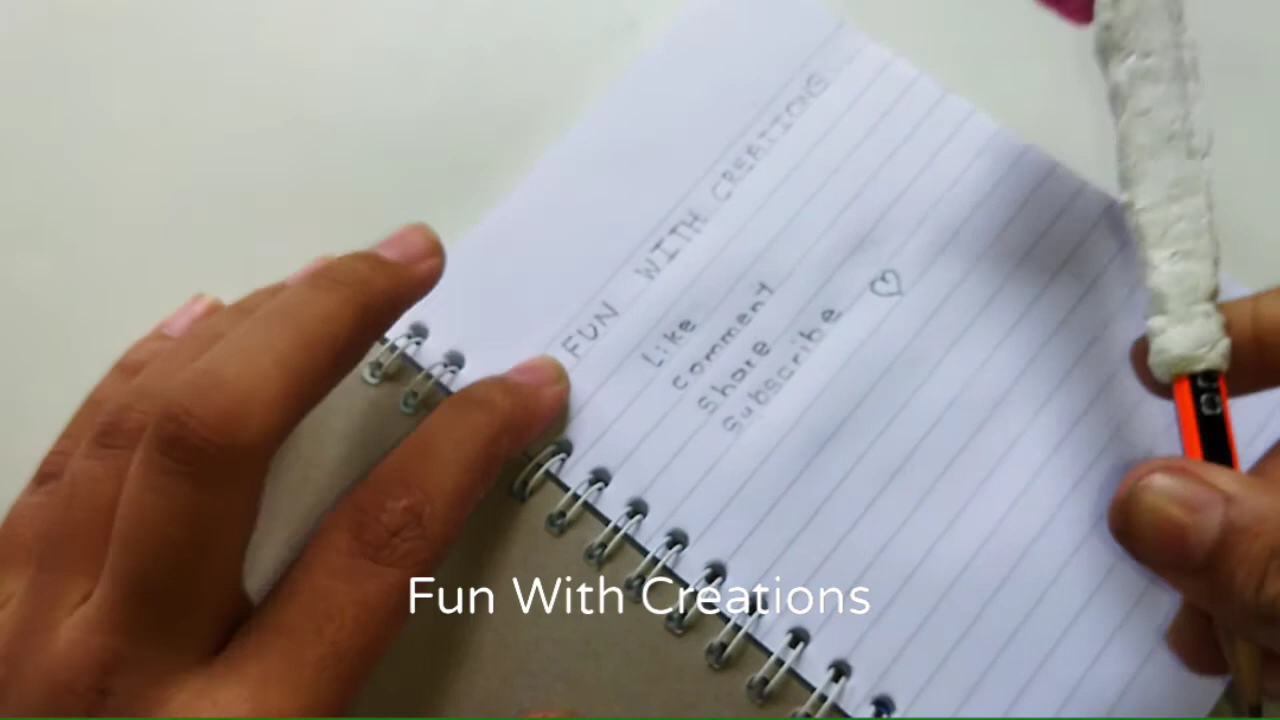 FUN WITH CREATIONS
Like
comment
Share
Subscribe ♡
Fun With Creations